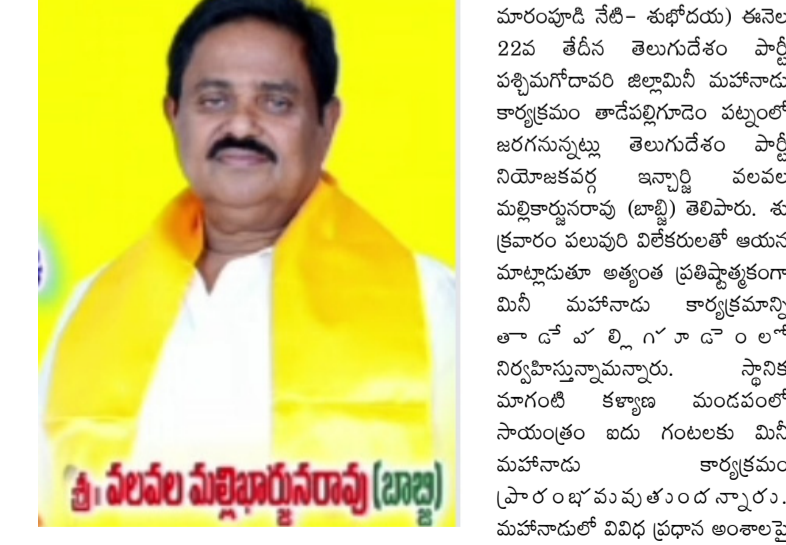 శ్రీ. వలవల మల్లిఖార్జునరావు (బాబ్జి)
మారంపూడి నేటి- శుభోదయ) ఈనెల
22వ తేదీన తెలుగుదేశం పార్టీ
పశ్చిమగోదావరి జిల్లామినీ మహానాడు
కార్యక్రమం తాడేపల్లిగూడెం పట్నంలో
జరగనున్నట్లు తెలుగుదేశం పార్టీ
నియోజకవర్గ ఇన్చార్జి వలవల
మల్లికార్జునరావు (బాబ్జి) తెలిపారు. శు
క్రవారం పలువురి విలేకరులతో ఆయన
మాట్లాడుతూ అత్యంత ప్రతిష్టాత్మకంగా
మినీ మహానాడు కార్యక్రమాన్ని
తాడేపల్లిగూడెంలో
నిర్వహిస్తున్నామన్నారు. స్థానిక
మాగంటి కళ్యాణ మండపంలో
సాయంత్రం ఐదు గంటలకు మినీ
మహానాడు కార్యక్రమం
ప్రారంభమవుతుందన్నారు.
మహానాడులో వివిధ ప్రధాన అంశాలపై